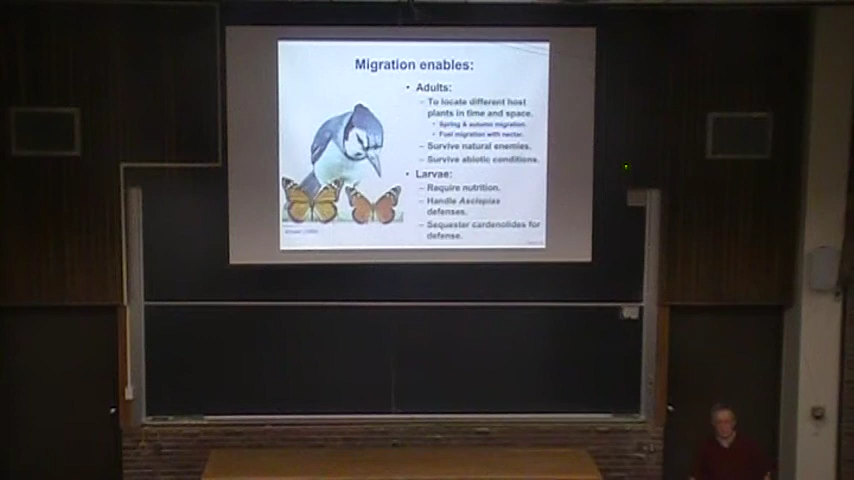 Migration enables:
• Adults:
– To locate different host
plants in time and space.
• Spring & autumn migration.
• Fuel migration with nectar.
– Survive natural enemies.
– Survive abiotic conditions.
• Larvae:
– Require nutrition.
– Handle Asclepias
defenses.
– Sequester cardenolides for
defense.